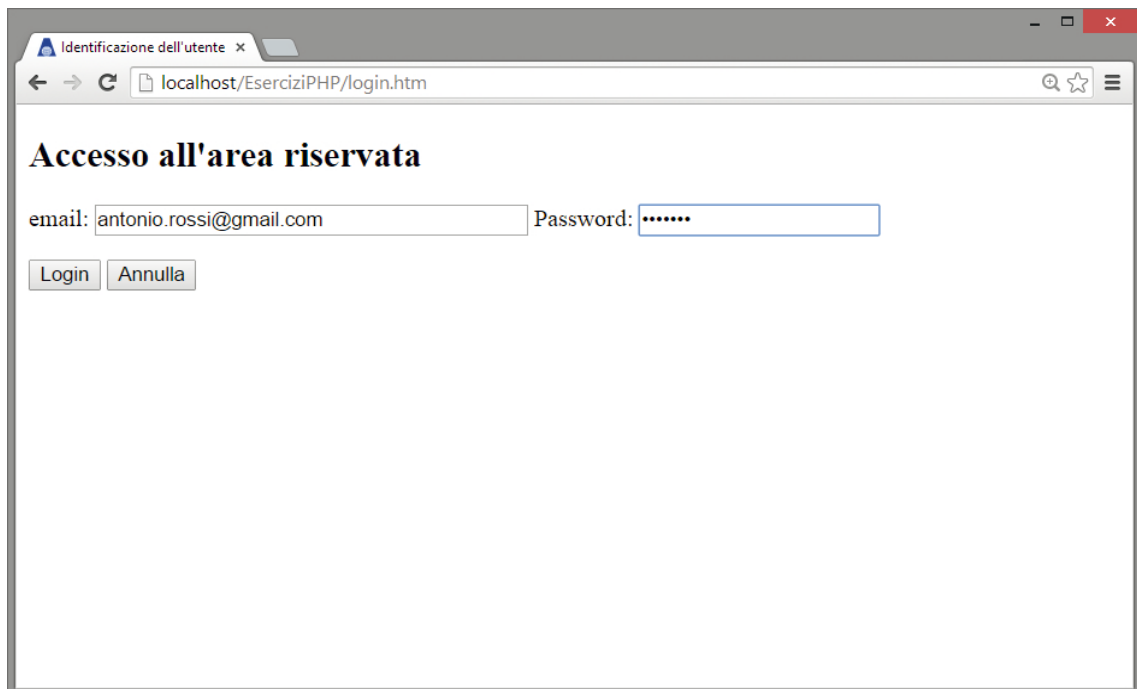 Identificazione dell'utente
localhost/EserciziPHP/login.htm
Accesso all'area riservata
email: antonio.rossi@gmail.com Password: •••••••
Login Annulla